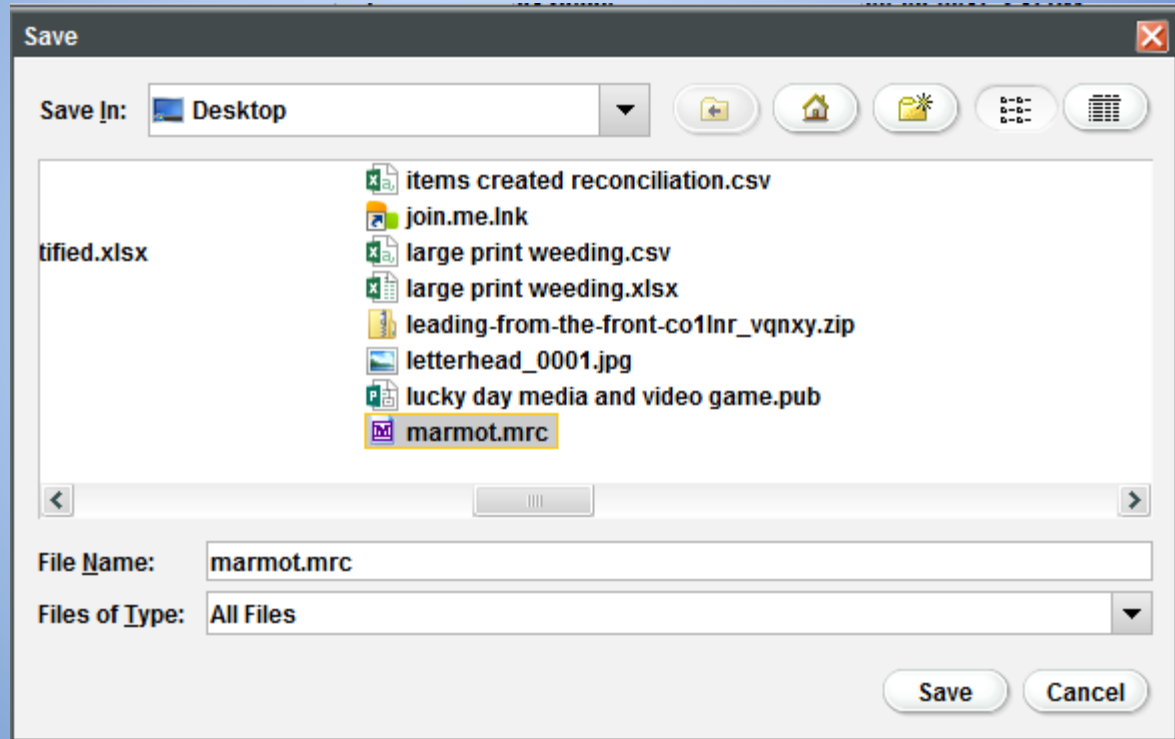 Save
Save In: Desktop
items created reconciliation.csv
join.me.lnk
tified.xlsx
large print weeding.csv
large print weeding.xlsx
leading-from-the-front-co1lnr_vqnxy.zip
letterhead_0001.jpg
lucky day media and video game.pub
marmot.mrc
File Name: marmot.mrc
Files of Type: All Files
Save Cancel